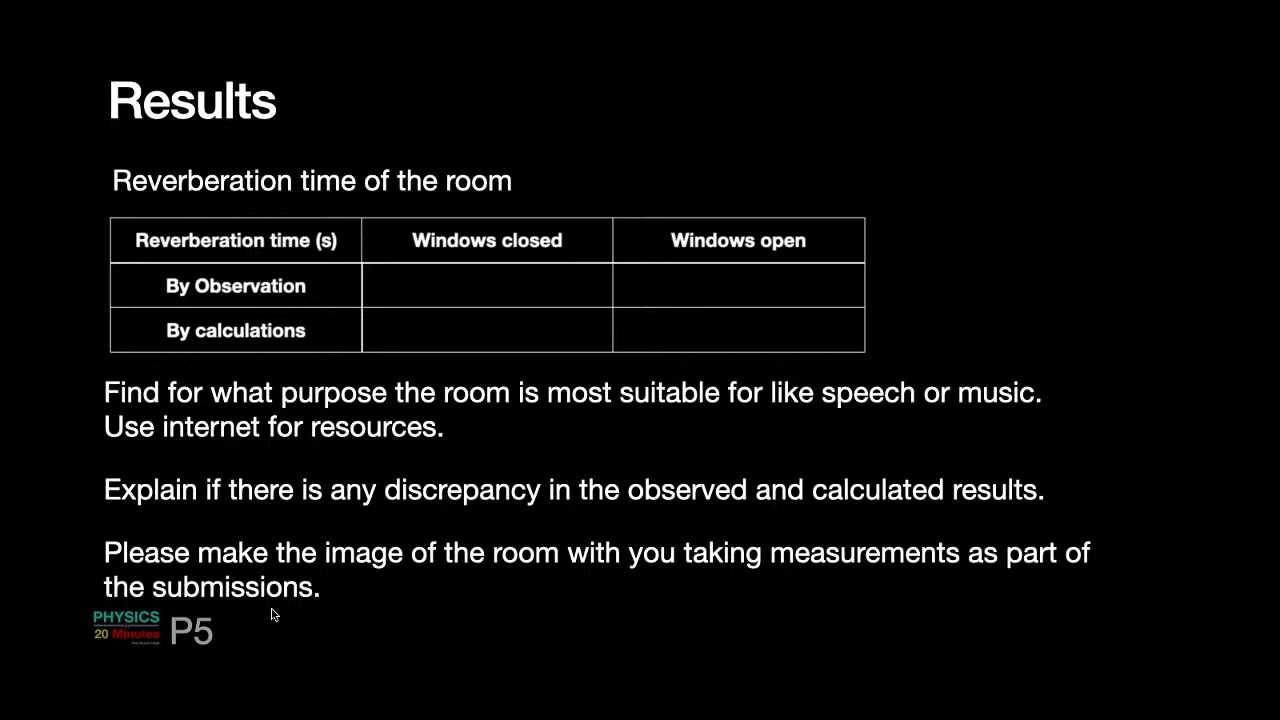 Results
Reverberation time of the room
Reverberation time (s) Windows closed Windows open
By Observation
By calculations
Find for what purpose the room is most suitable for like speech or music.
Use internet for resources.
Explain if there is any discrepancy in the observed and calculated results.
Please make the image of the room with you taking measurements as part of
the submissions.
PHYSICS
20 Minutes
P5